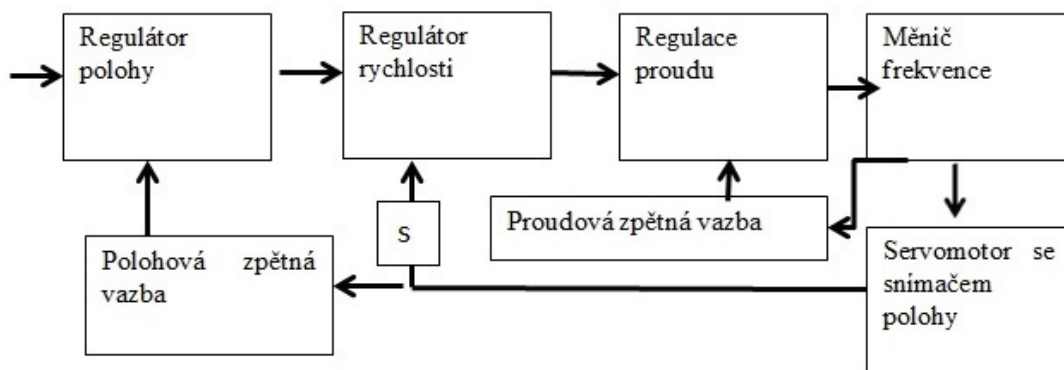 Regulátor
polohy
Regulátor
rychlosti
Regulace
proudu
Měnič
frekvence
S
Proudová zpětná vazba
Polohová zpětná
vazba
Servomotor se
snímačem
polohy